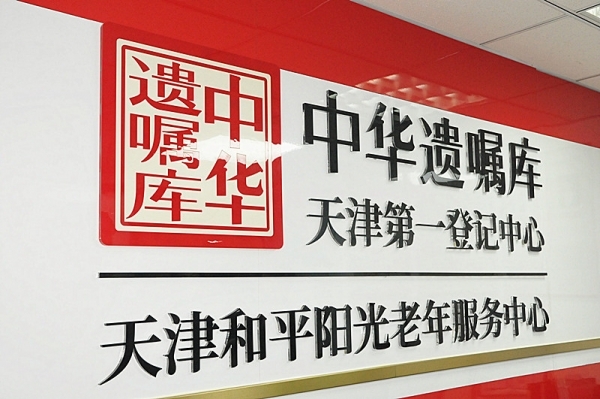 中华
遗嘱库
中华遗嘱库
天津第一登记中心
天津和平阳光老年服务中心